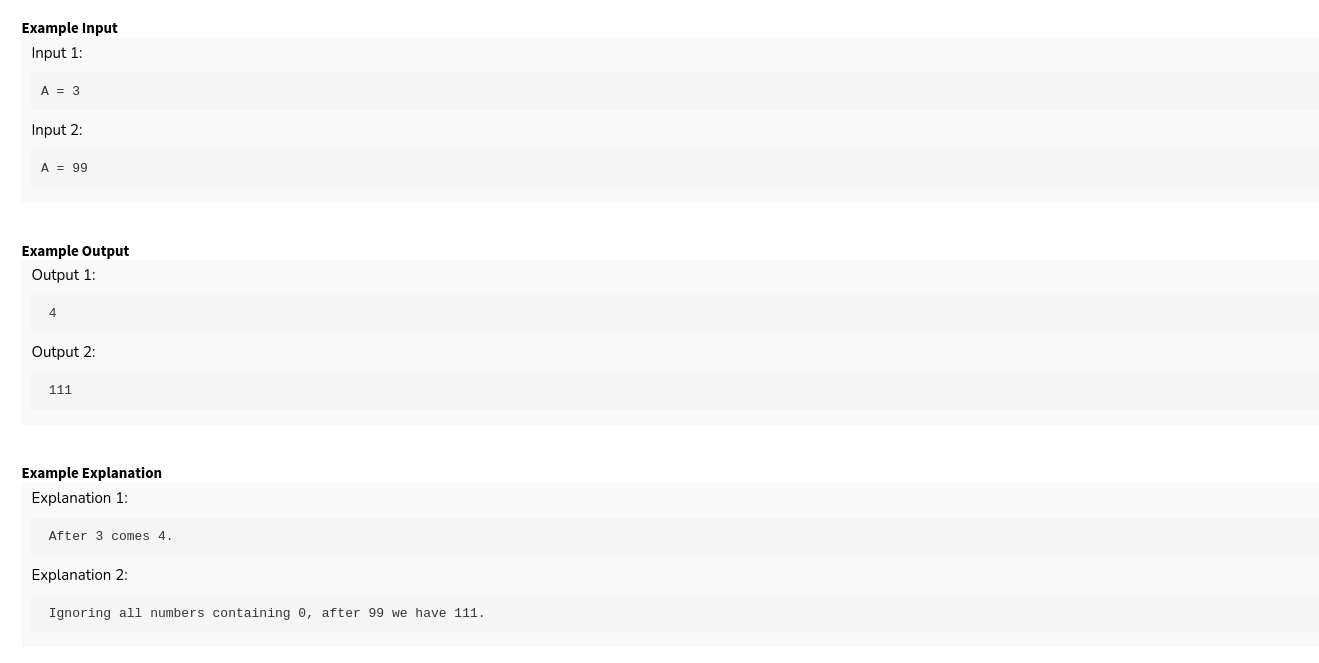 Example Input
Input 1:
A = 3
Input 2:
A = 99
Example Output
Output 1:
4
Output 2:
111
Example Explanation
Explanation 1:
After 3 comes 4.
Explanation 2:
Ignoring all numbers containing 0, after 99 we have 111.